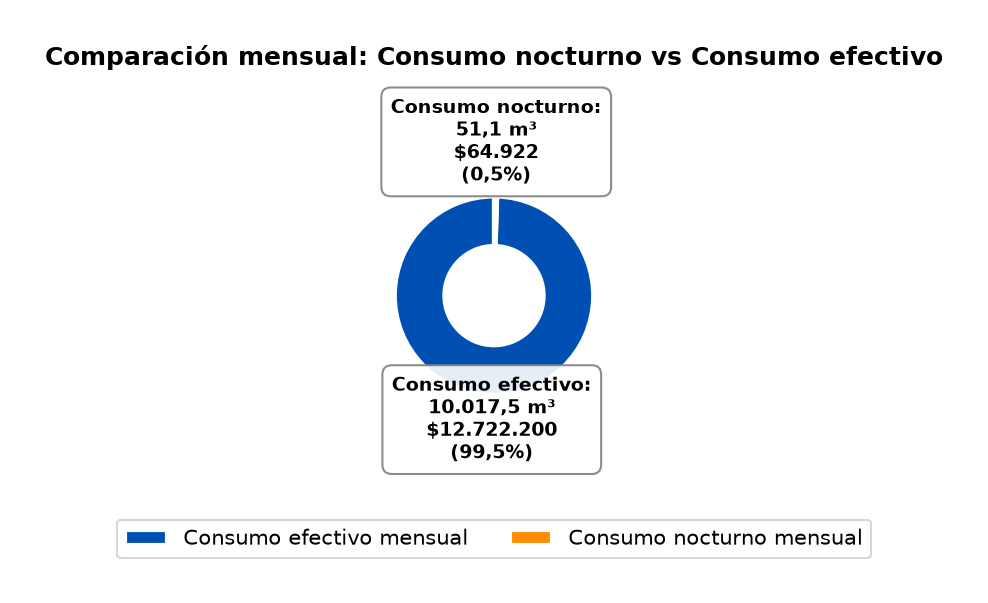 Comparación mensual: Consumo nocturno vs Consumo efectivo
Consumo nocturno:
51,1 m³
$64.922
(0,5%)
Consumo efectivo:
10.017,5 m³
$12.722.200
(99,5%)
Consumo efectivo mensual
Consumo nocturno mensual